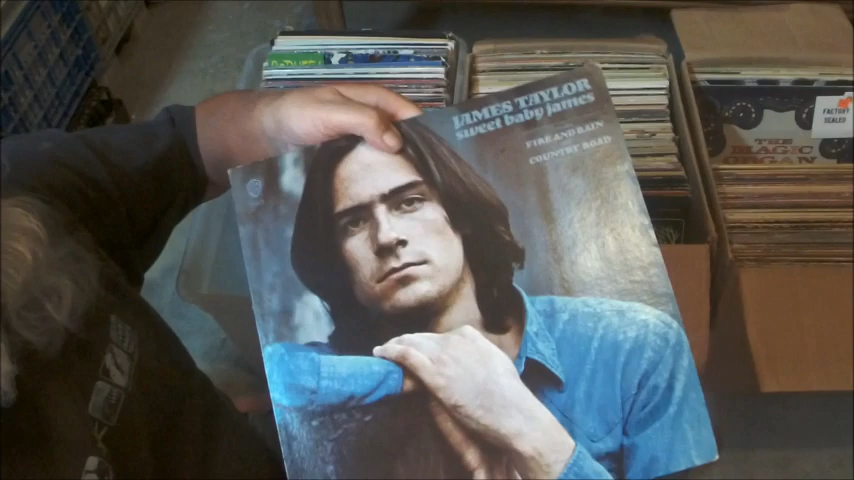 JAMES TAYLOR
sweet baby james
FIRE AND RAIN
COUNTRY ROAD
FACTORY
SEALED
THE
MAGIC
ORGAN